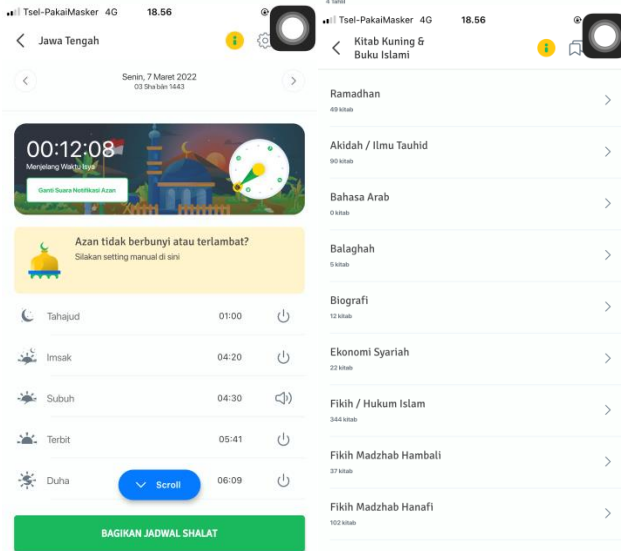 Tsel-PakaiMasker 4G 18.56
Jawa Tengah
Senin, 7 Maret 2022
03 Sha bān 1443
00:12:08
Menjelang Waktu Isya
Ganti Suara Notifikasi Azan
Azan tidak berbunyi atau terlambat?
Silakan setting manual di sini
Tahajud 01:00
Imsak 04:20
Subuh 04:30
Terbit 05:41
Duha 06:09
Scroll
BAGIKAN JADWAL SHALAT
Tsel-PakaiMasker 4G 18.56
Kitab Kuning &
Buku Islami
Ramadhan
49 kitab
Akidah / Ilmu Tauhid
90 kitab
Bahasa Arab
0 kitab
Balaghah
5 kitab
Biografi
12 kitab
Ekonomi Syariah
22 kitab
Fikih / Hukum Islam
344 kitab
Fikih Madzhab Hambali
37 kitab
Fikih Madzhab Hanafi
102 kitab